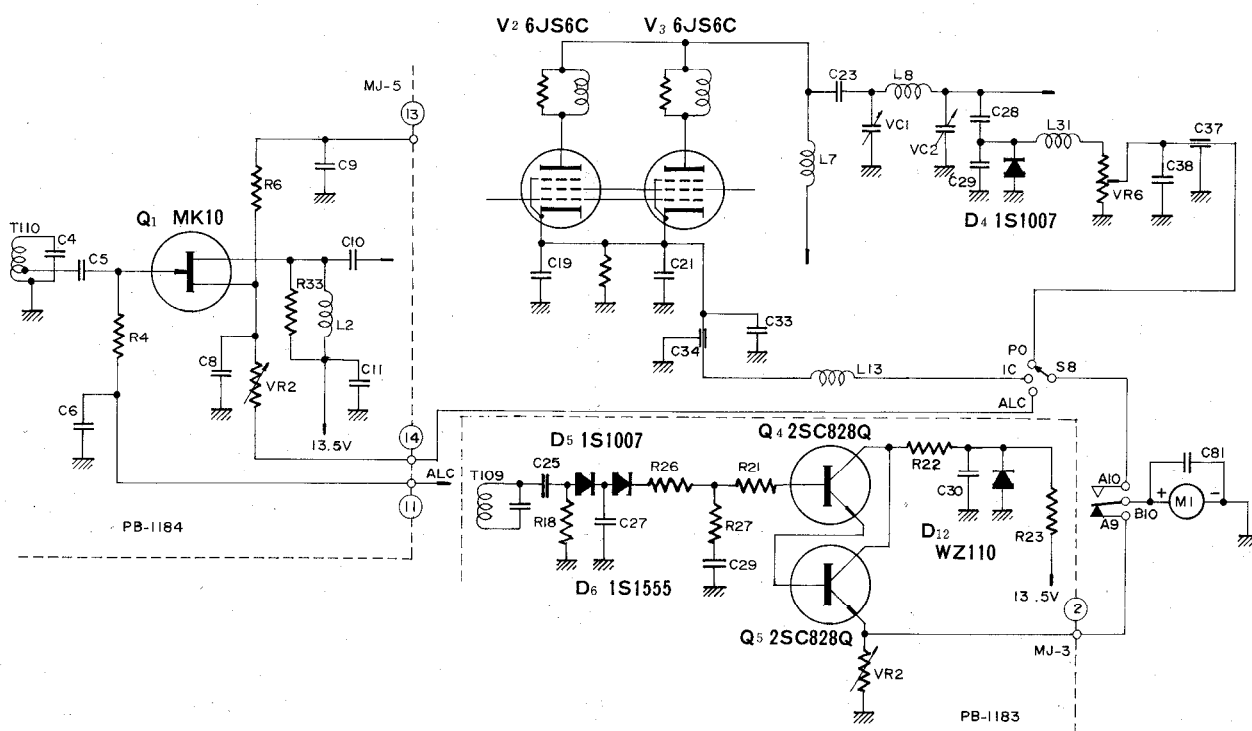 V2 6JS6C
V3 6JS6C
MJ-5
13
C23
L8
C9
VC1
VC2
C28
L31
C37
L7
C29
C38
VR6
D4 1S1007
R6
Q1 MK10
T110
C4
C5
C10
R33
L2
R4
C8
VR2
C11
C6
13.5V
14
ALC
11
PB-1184
C19
C21
C34
C33
L13
PO
IC
S8
ALC
D5 1S1007
T109
C25
R18
C27
R26
R21
R27
C29
D6 1S1555
Q4 2SC828Q
R22
C30
D12
WZ110
R23
13.5V
Q5 2SC828Q
VR2
2
MJ-3
PB-1183
A10
A9
B10
C81
+ M1 -